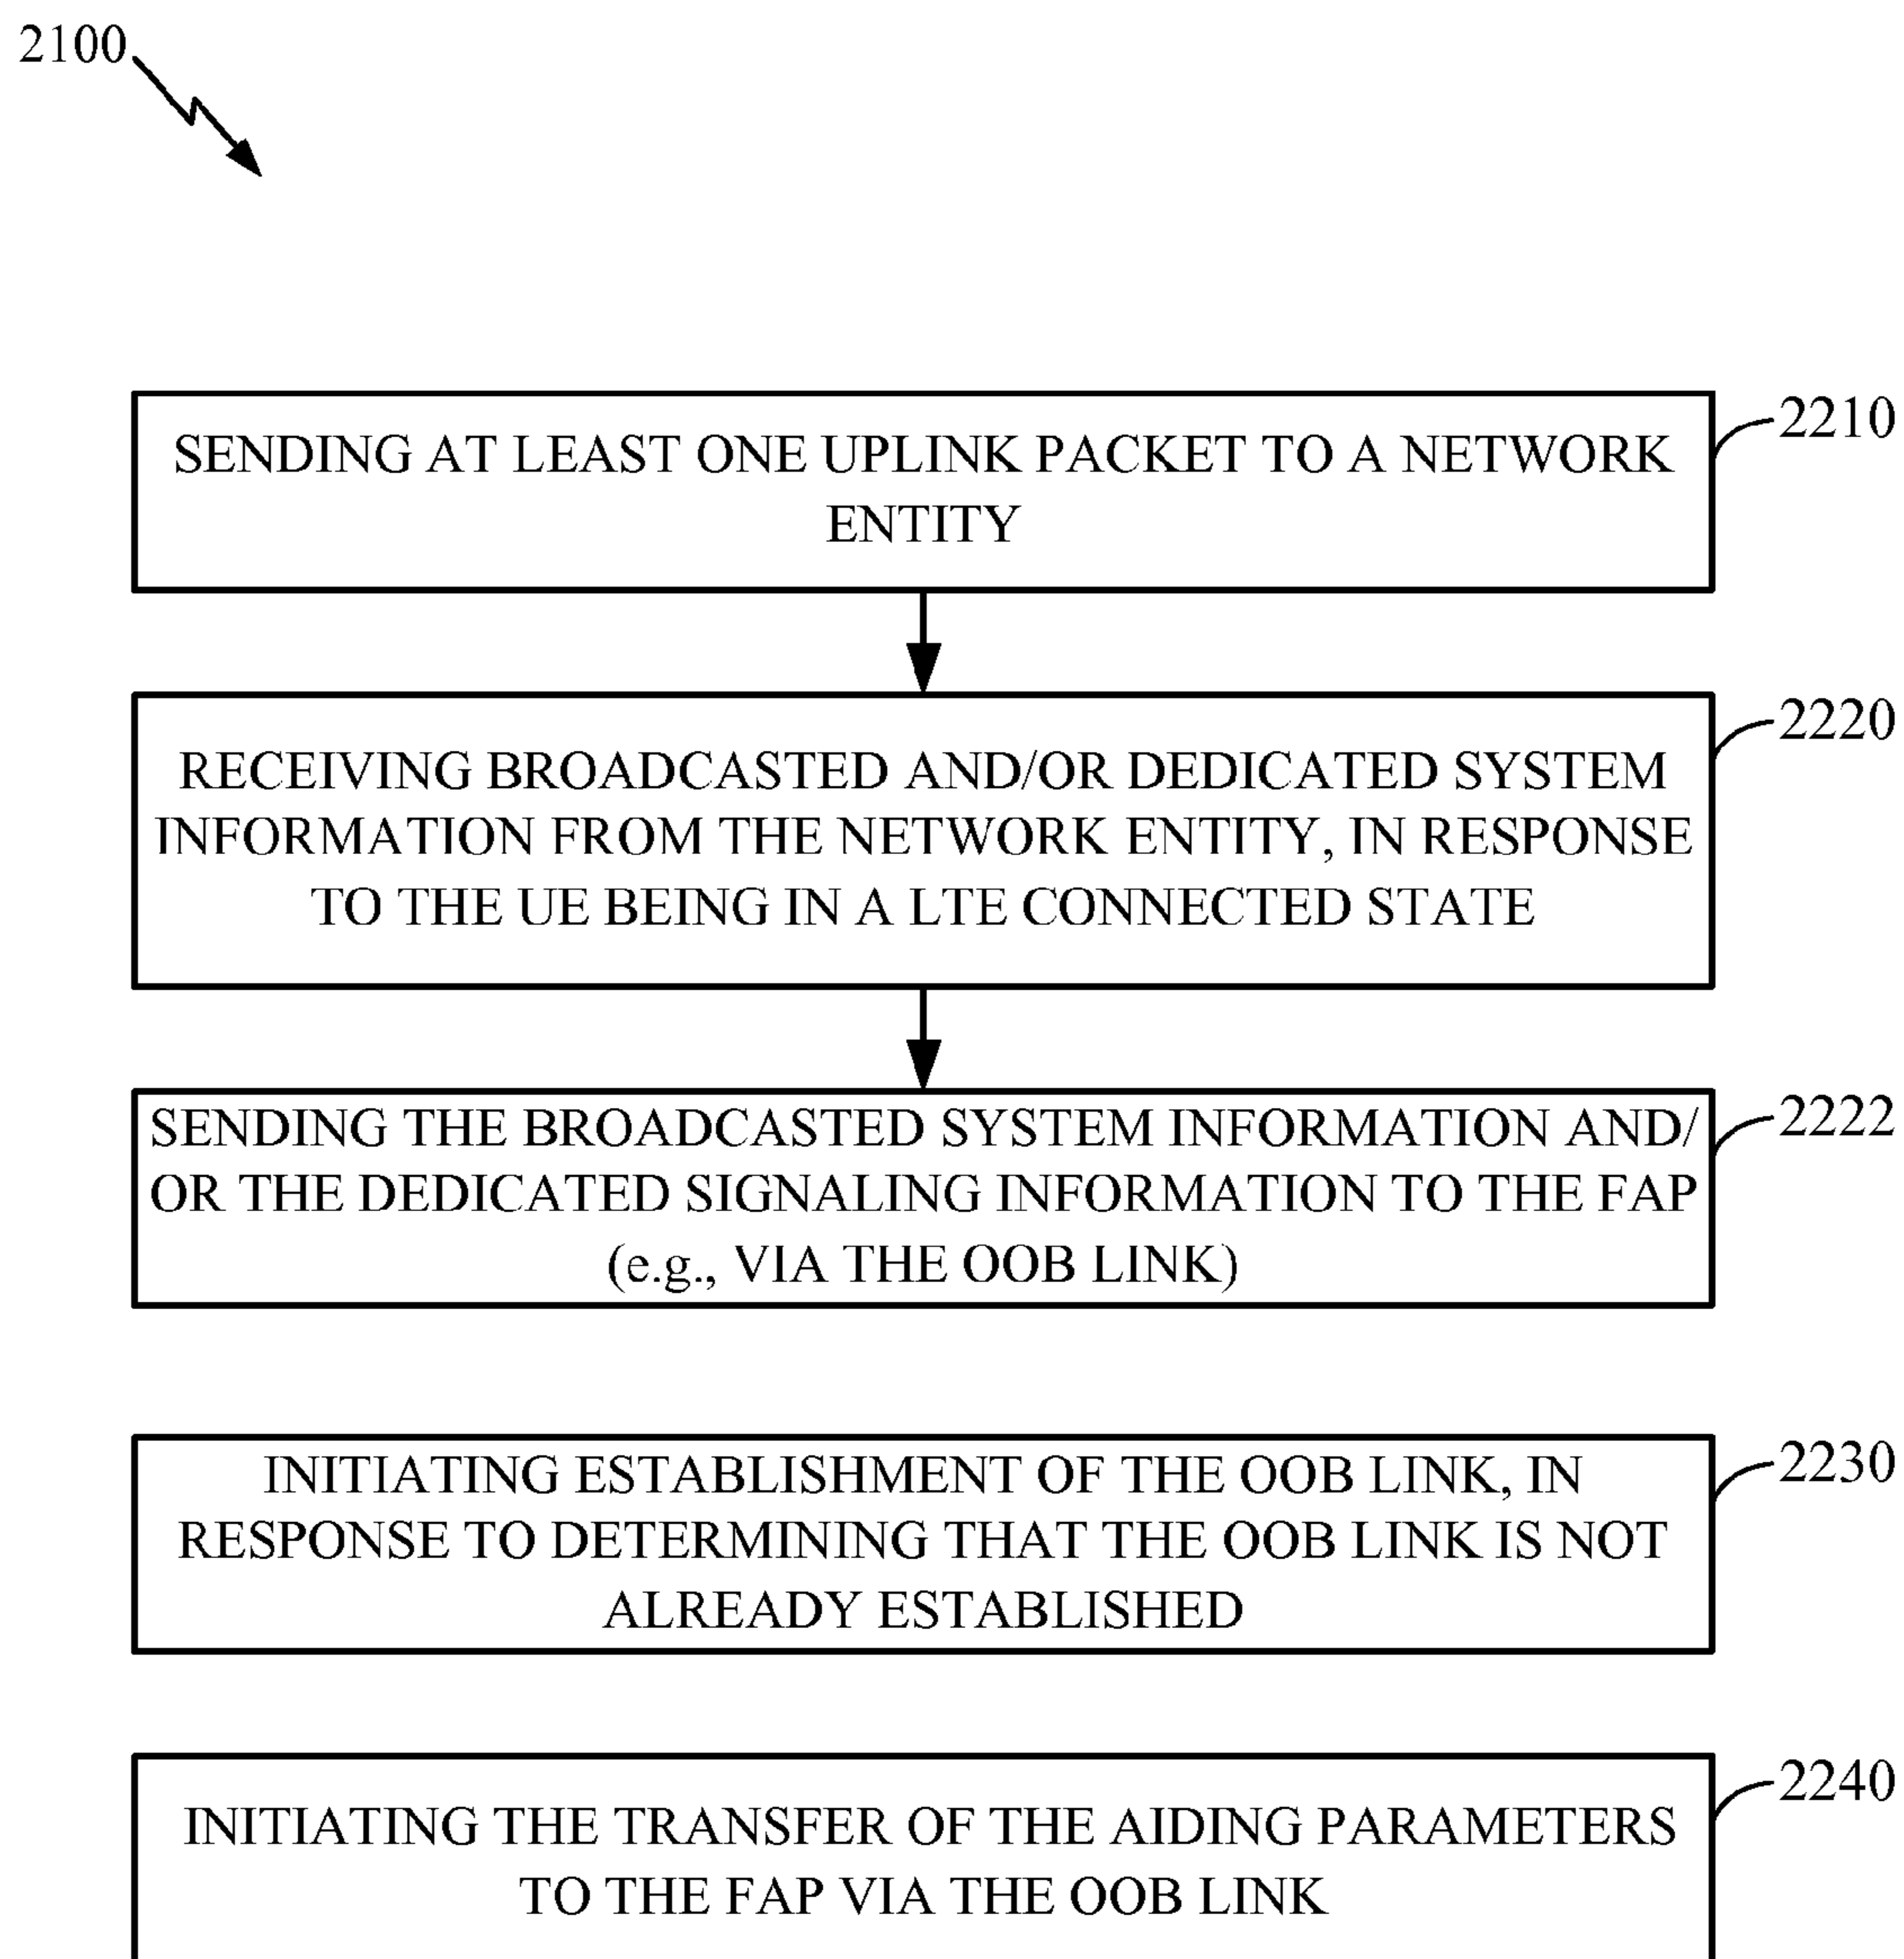 2100
SENDING AT LEAST ONE UPLINK PACKET TO A NETWORK
ENTITY
2210
RECEIVING BROADCASTED AND/OR DEDICATED SYSTEM
INFORMATION FROM THE NETWORK ENTITY, IN RESPONSE
TO THE UE BEING IN A LTE CONNECTED STATE
2220
SENDING THE BROADCASTED SYSTEM INFORMATION AND/
OR THE DEDICATED SIGNALING INFORMATION TO THE FAP
(e.g., VIA THE OOB LINK)
2222
INITIATING ESTABLISHMENT OF THE OOB LINK, IN
RESPONSE TO DETERMINING THAT THE OOB LINK IS NOT
ALREADY ESTABLISHED
2230
INITIATING THE TRANSFER OF THE AIDING PARAMETERS
TO THE FAP VIA THE OOB LINK
2240